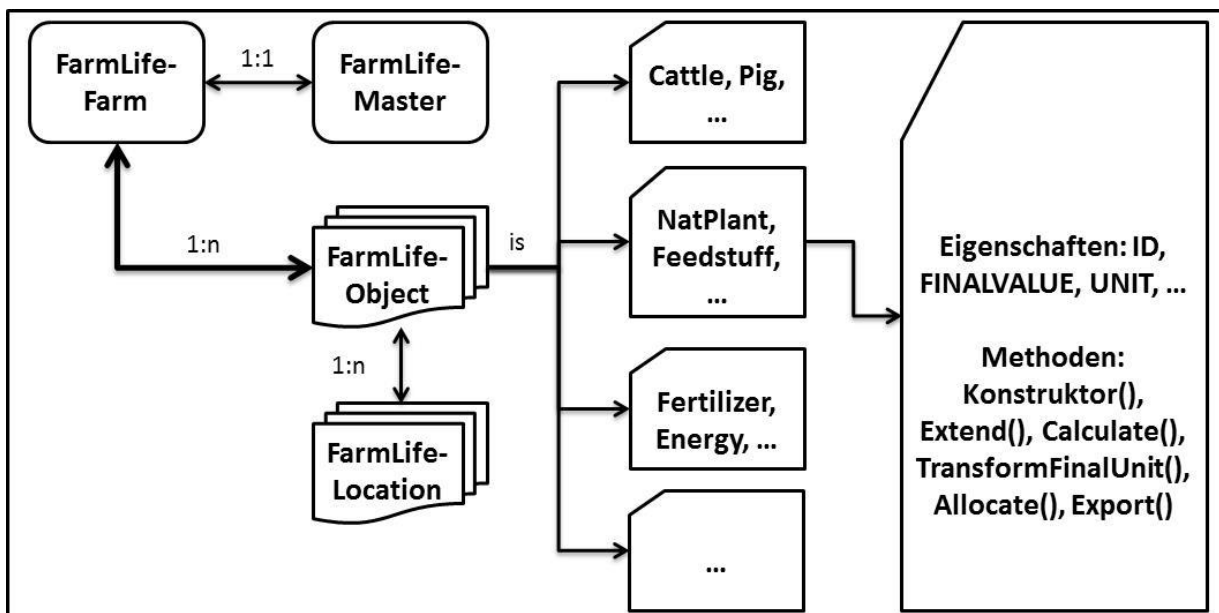 FarmLife-
Farm
1:1
FarmLife-
Master
1:n
FarmLife-
Object
is
1:n
FarmLife-
Location
Cattle, Pig,
...
NatPlant,
Feedstuff,
...
Fertilizer,
Energy, ...
...
Eigenschaften: ID,
FINALVALUE, UNIT, ...
Methoden:
Konstruktor(),
Extend(), Calculate(),
TransformFinalUnit(),
Allocate(), Export()